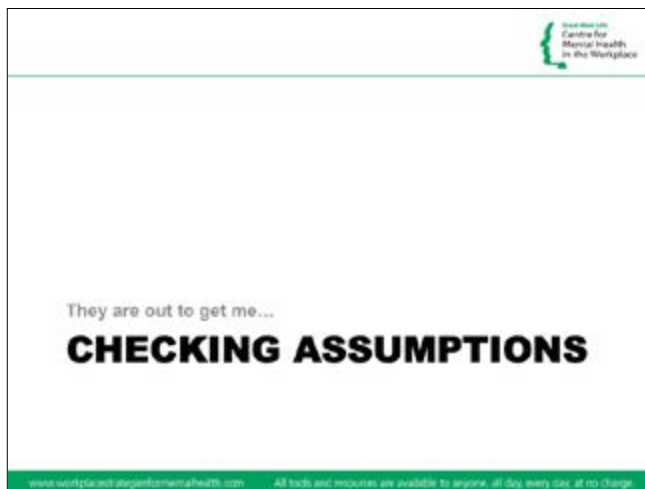 Great-West Life
Centre for
Mental Health
in the Workplace
They are out to get me...
CHECKING ASSUMPTIONS
www.workplacestrategiesformentalhealth.com All tools and resources are available to anyone, all day, every day, at no charge.